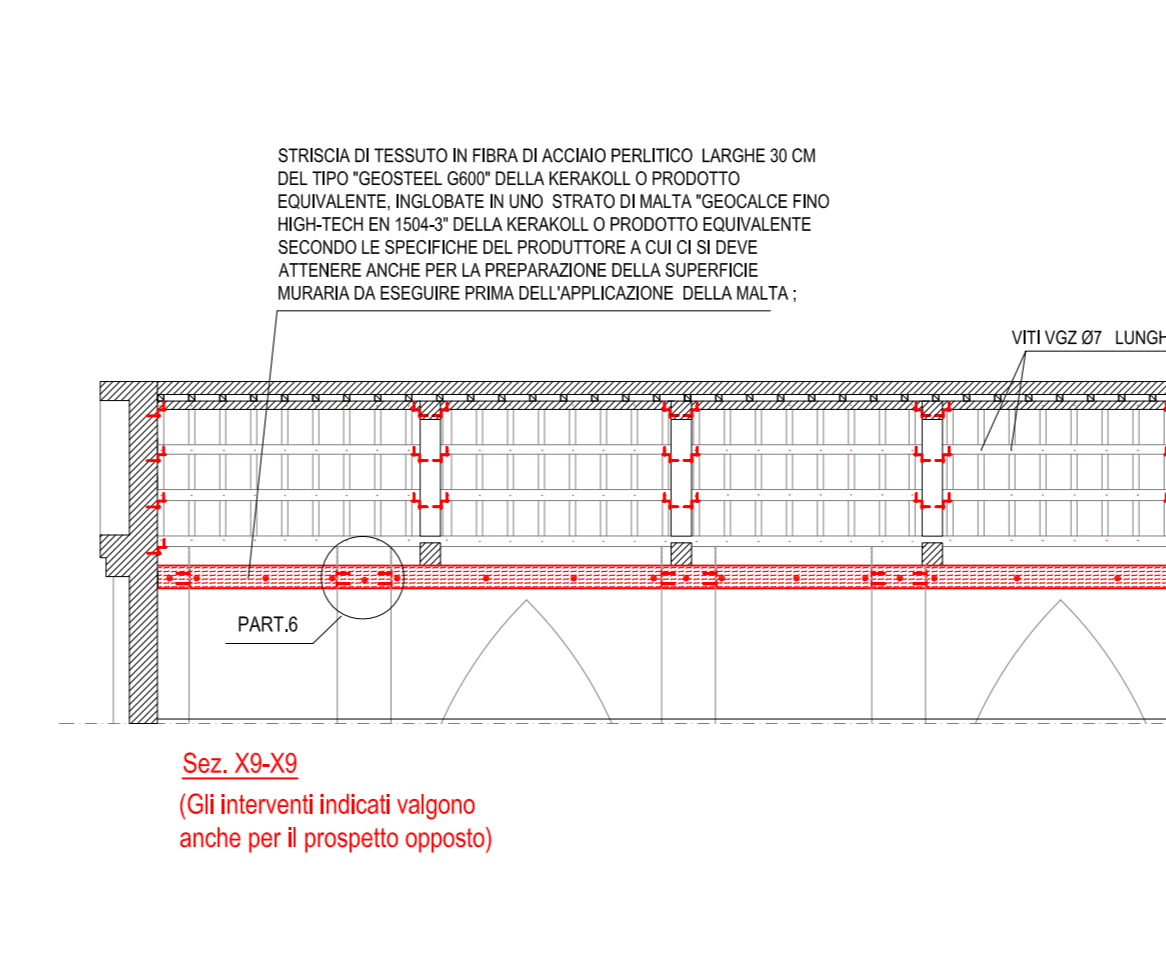 STRISCIA DI TESSUTO IN FIBRA DI ACCIAIO PERLITICO LARGHE 30 CM
DEL TIPO "GEOSTEEL G600" DELLA KERAKOLL O PRODOTTO
EQUIVALENTE, INGLOBATE IN UNO STRATO DI MALTA "GEOCALCE FINO
HIGH-TECH EN 1504-3" DELLA KERAKOLL O PRODOTTO EQUIVALENTE
SECONDO LE SPECIFICHE DEL PRODUTTORE A CUI CI SI DEVE
ATTENERE ANCHE PER LA PREPARAZIONE DELLA SUPERFICIE
MURARIA DA ESEGUIRE PRIMA DELL'APPLICAZIONE DELLA MALTA ;
VITI VGZ Ø7 LUNGH
PART.6
Sez. X9-X9
(Gli interventi indicati valgono
anche per il prospetto opposto)